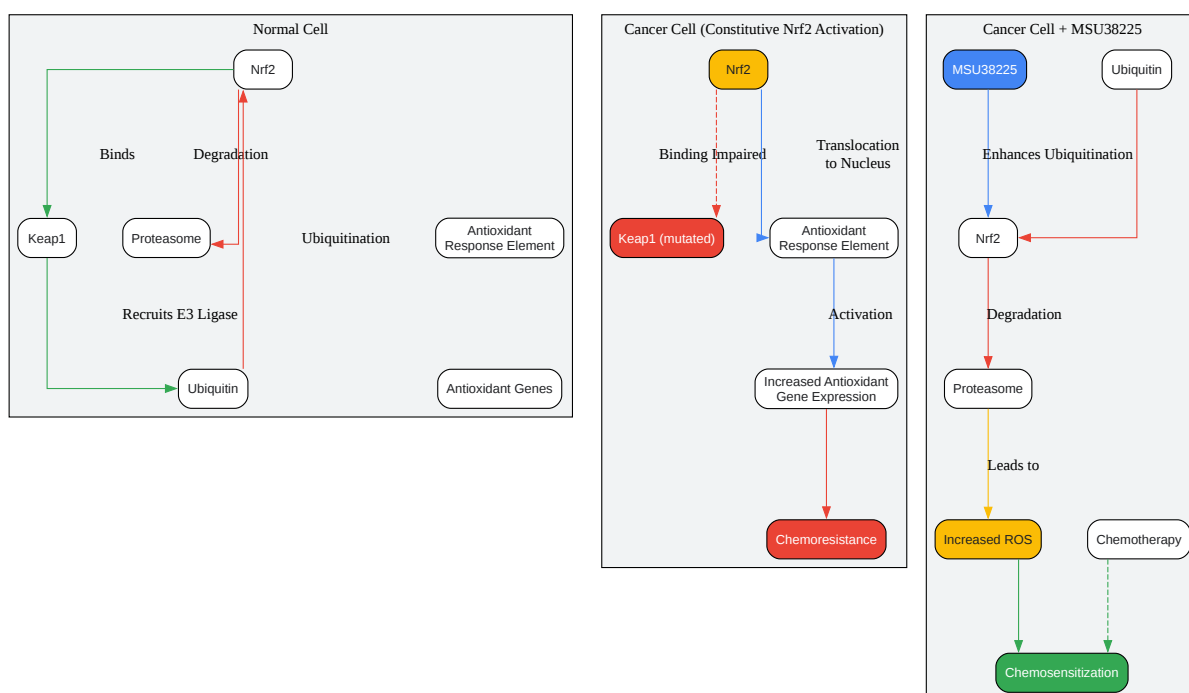 Normal Cell
Nrf2
Binds
Degradation
Keap1
Proteasome
Ubiquitination
Antioxidant
Response Element
Recruits E3 Ligase
Ubiquitin
Antioxidant Genes
Cancer Cell (Constitutive Nrf2 Activation)
Nrf2
Binding Impaired
Translocation
to Nucleus
Keap1 (mutated)
Antioxidant
Response Element
Activation
Increased Antioxidant
Gene Expression
Chemoresistance
Cancer Cell + MSU38225
MSU38225
Ubiquitin
Enhances Ubiquitination
Nrf2
Degradation
Proteasome
Leads to
Increased ROS
Chemotherapy
Chemosensitization